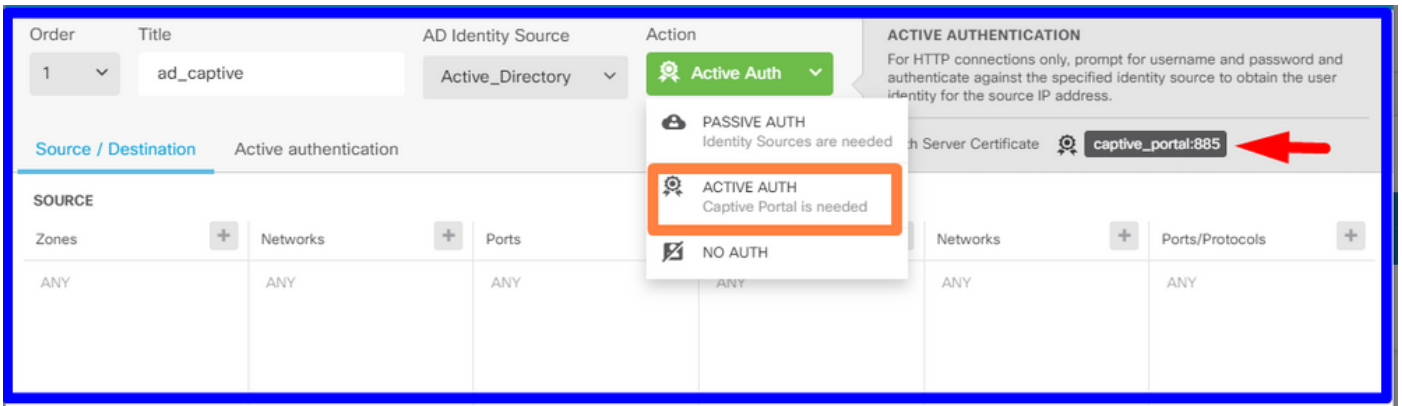 Order
Title
AD Identity Source
Action
1
ad_captive
Active_Directory
Active Auth
ACTIVE AUTHENTICATION
For HTTP connections only, prompt for username and password and
authenticate against the specified identity source to obtain the user
identity for the source IP address.
PASSIVE AUTH
Identity Sources are needed
ACTIVE AUTH
Captive Portal is needed
NO AUTH
Server Certificate
captive_portal:885
Source / Destination
Active authentication
SOURCE
Zones
Networks
Ports
Networks
Ports/Protocols
ANY
ANY
ANY
ANY
ANY
ANY